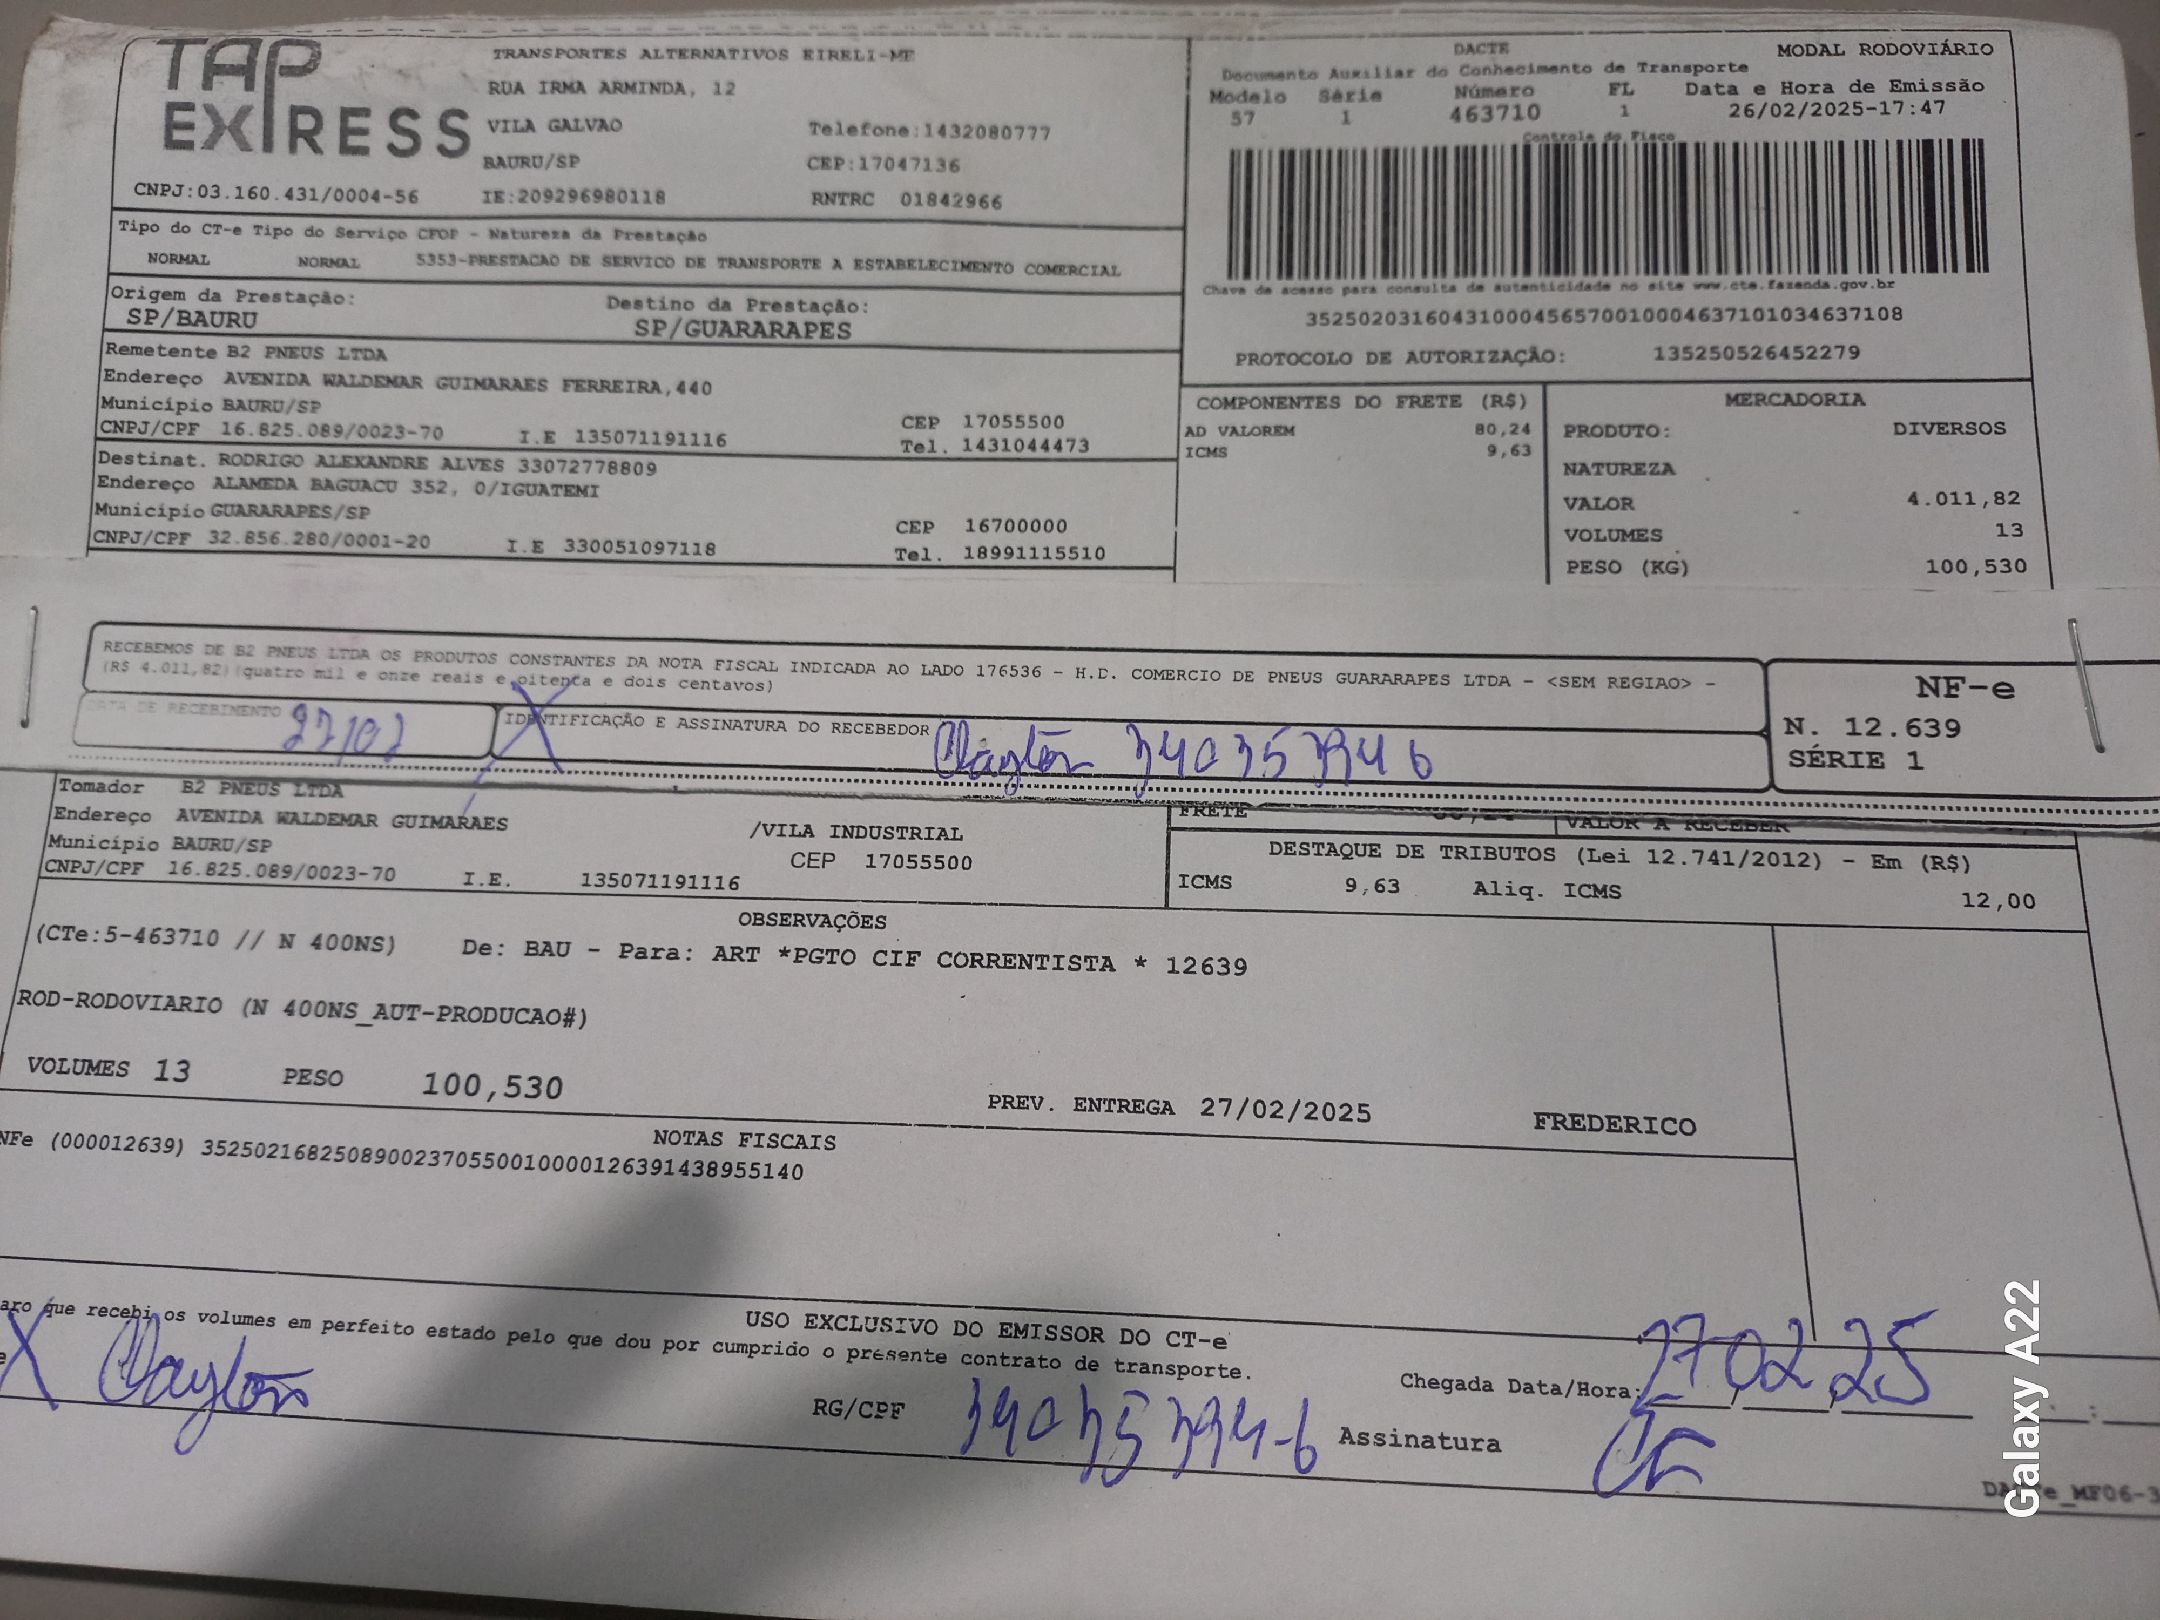 TAP
EXPRESS
TRANSPORTES ALTERNATIVOS EIRELI-ME
RUA IRMA ARMINDA, 12
VILA GALVAO Telefone:1432080777
BAURU/SP CEP:17047136
CNPJ:03.160.431/0004-56 IE:209296980118 RNTRC 01842966
DACTE MODAL RODOVIÁRIO
Documento Auxiliar do Conhecimento de Transporte
Modelo Série Número FL Data e Hora de Emissão
57 1 463710 1 26/02/2025-17:47
Controle do Fisco
Chave de acesso para consulta de autenticidade no site www.cte.fazenda.gov.br
35250203160431000456570010004637101034637108
PROTOCOLO DE AUTORIZAÇÃO: 135250526452279
Tipo do CT-e Tipo do Serviço CFOP - Natureza da Prestação
NORMAL NORMAL 5353-PRESTACAO DE SERVICO DE TRANSPORTE A ESTABELECIMENTO COMERCIAL
Origem da Prestação: Destino da Prestação:
SP/BAURU SP/GUARARAPES
Remetente B2 PNEUS LTDA
Endereço AVENIDA WALDEMAR GUIMARAES FERREIRA,440
Município BAURU/SP CEP 17055500
CNPJ/CPF 16.825.089/0023-70 I.E 135071191116 Tel. 1431044473
Destinat. RODRIGO ALEXANDRE ALVES 33072778809
Endereço ALAMEDA BAGUACU 352, 0/IGUATEMI
Município GUARARAPES/SP CEP 16700000
CNPJ/CPF 32.856.280/0001-20 I.E 330051097118 Tel. 18991115510
COMPONENTES DO FRETE (R$)
AD VALOREM 80,24
ICMS 9,63
MERCADORIA
PRODUTO: DIVERSOS
NATUREZA
VALOR 4.011,82
VOLUMES 13
PESO (KG) 100,530
RECEBEMOS DE B2 PNEUS LTDA OS PRODUTOS CONSTANTES DA NOTA FISCAL INDICADA AO LADO 176536 - H.D. COMERCIO DE PNEUS GUARARAPES LTDA - <SEM REGIAO> -
(R$ 4.011,82)(quatro mil e onze reais e oitenta e dois centavos)
DATA DE RECEBIMENTO 27/02
X IDENTIFICAÇÃO E ASSINATURA DO RECEBEDOR Clayton 34035394 6
NF-e
N. 12.639
SÉRIE 1
Tomador B2 PNEUS LTDA
Endereço AVENIDA WALDEMAR GUIMARAES /VILA INDUSTRIAL
Município BAURU/SP CEP 17055500
CNPJ/CPF 16.825.089/0023-70 I.E. 135071191116
FRETE VALOR A RECEBER
DESTAQUE DE TRIBUTOS (Lei 12.741/2012) - Em (R$)
ICMS 9,63 Aliq. ICMS 12,00
OBSERVAÇÕES
(CTe:5-463710 // N 400NS) De: BAU - Para: ART *PGTO CIF CORRENTISTA * 12639
ROD-RODOVIARIO (N 400NS_AUT-PRODUCAO#)
VOLUMES 13 PESO 100,530
PREV. ENTREGA 27/02/2025 FREDERICO
NOTAS FISCAIS
NFe (000012639) 35250216825089002370550010000126391438955140
USO EXCLUSIVO DO EMISSOR DO CT-e
que recebi os volumes em perfeito estado pelo que dou por cumprido o presente contrato de transporte.
X Clayton RG/CPF 34035394-6
Chegada Data/Hora: 27 02 25
Assinatura
Galaxy A22